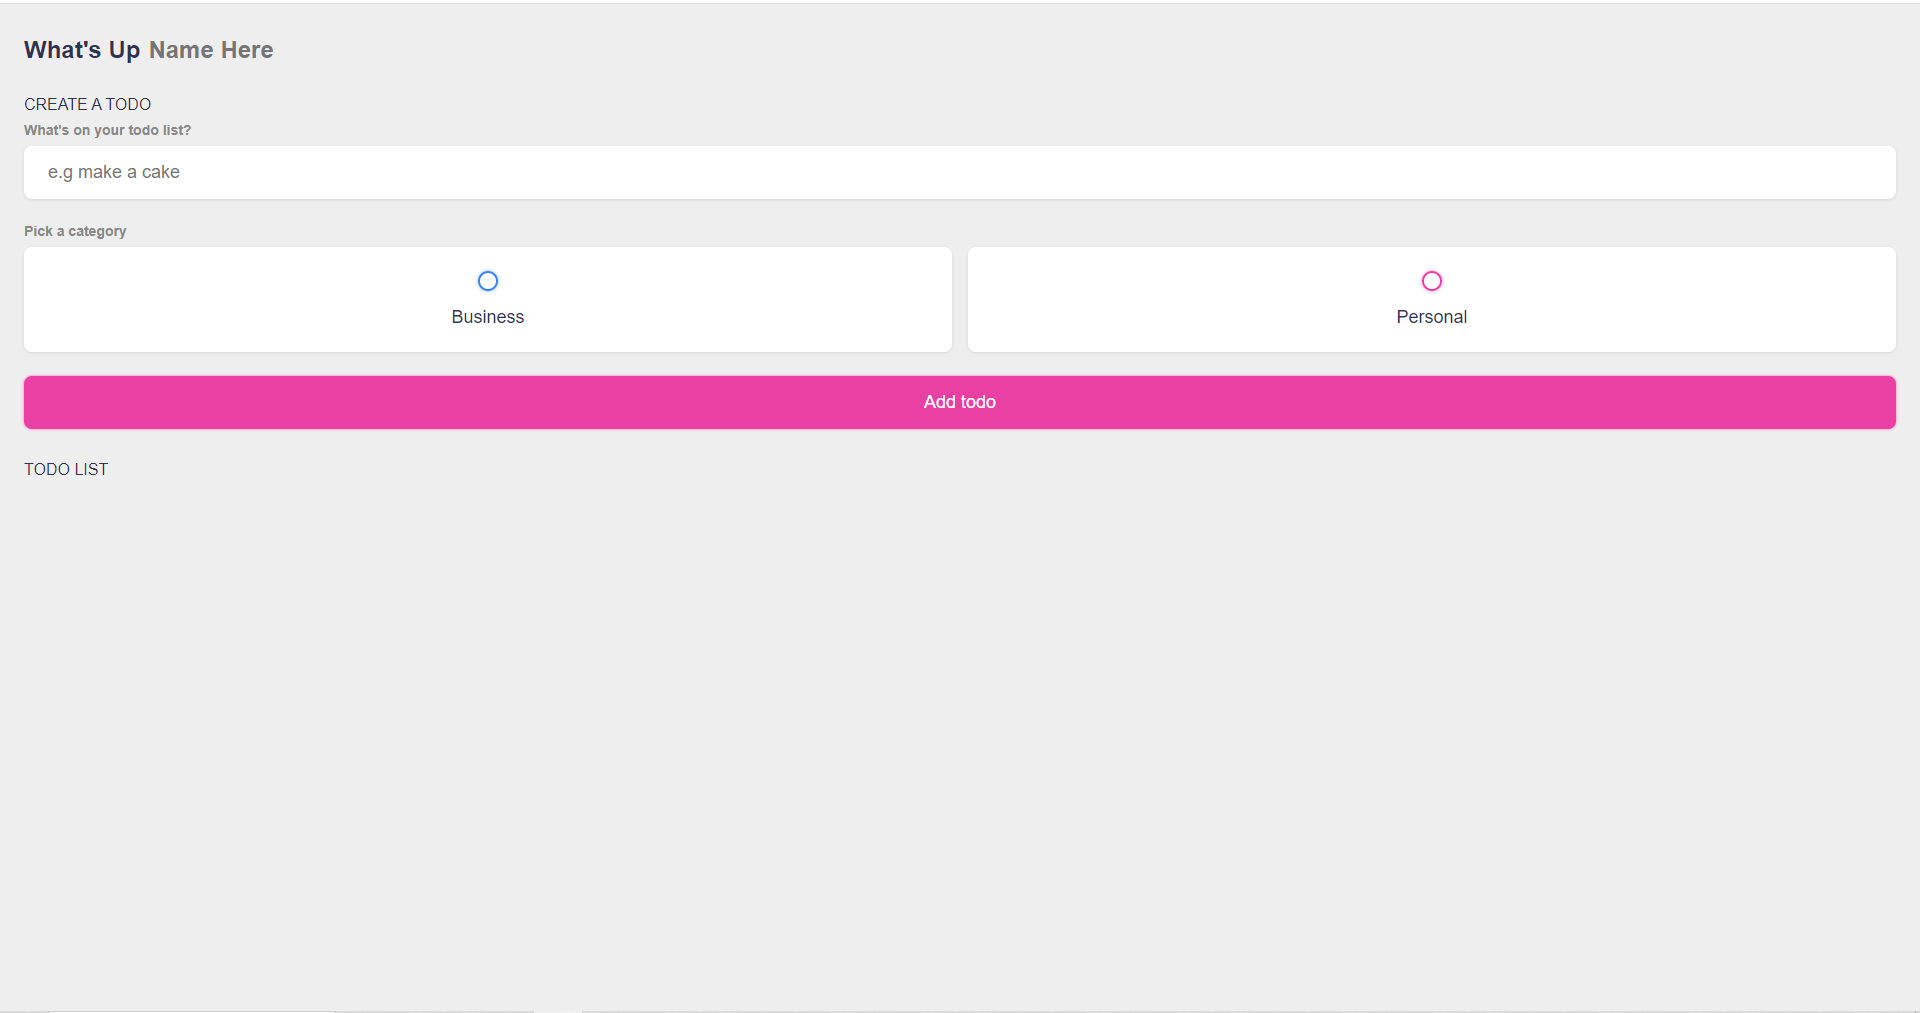 What's Up Name Here
CREATE A TODO
What's on your todo list?
e.g make a cake
Pick a category
Business
Personal
Add todo
TODO LIST